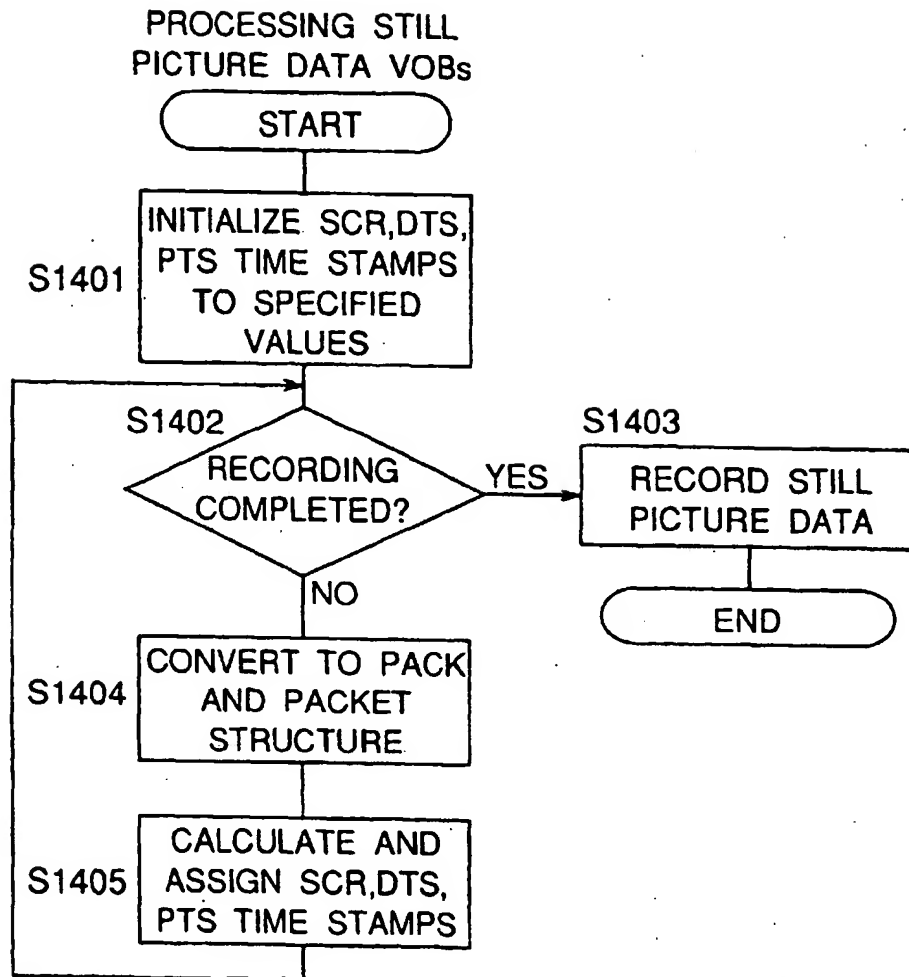 PROCESSING STILL
PICTURE DATA VOBs
START
S1401
INITIALIZE SCR,DTS,
PTS TIME STAMPS
TO SPECIFIED
VALUES
S1402
RECORDING
COMPLETED?
YES
S1403
RECORD STILL
PICTURE DATA
END
NO
S1404
CONVERT TO PACK
AND PACKET
STRUCTURE
S1405
CALCULATE AND
ASSIGN SCR,DTS,
PTS TIME STAMPS